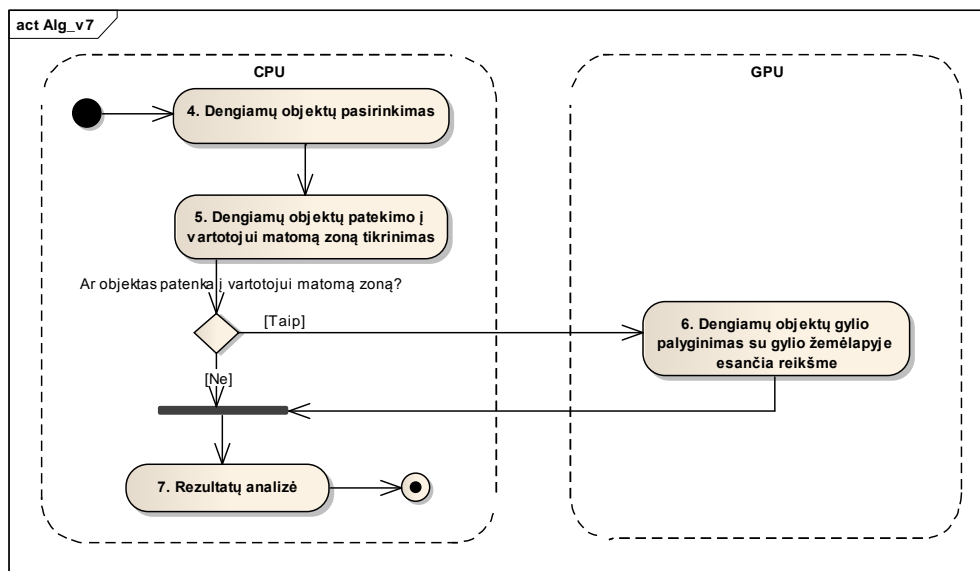 act Alg_v7
CPU
GPU
4. Dengiamų objektų pasirinkimas
5. Dengiamų objektų patekimo į
vartotojui matomą zoną tikrinimas
Ar objektas patenka į vartotojui matomą zoną?
[Taip]
6. Dengiamų objektų gylio
palyginimas su gylio žemėlapyje
esančia reikšme
[Ne]
7. Rezultatų analizė